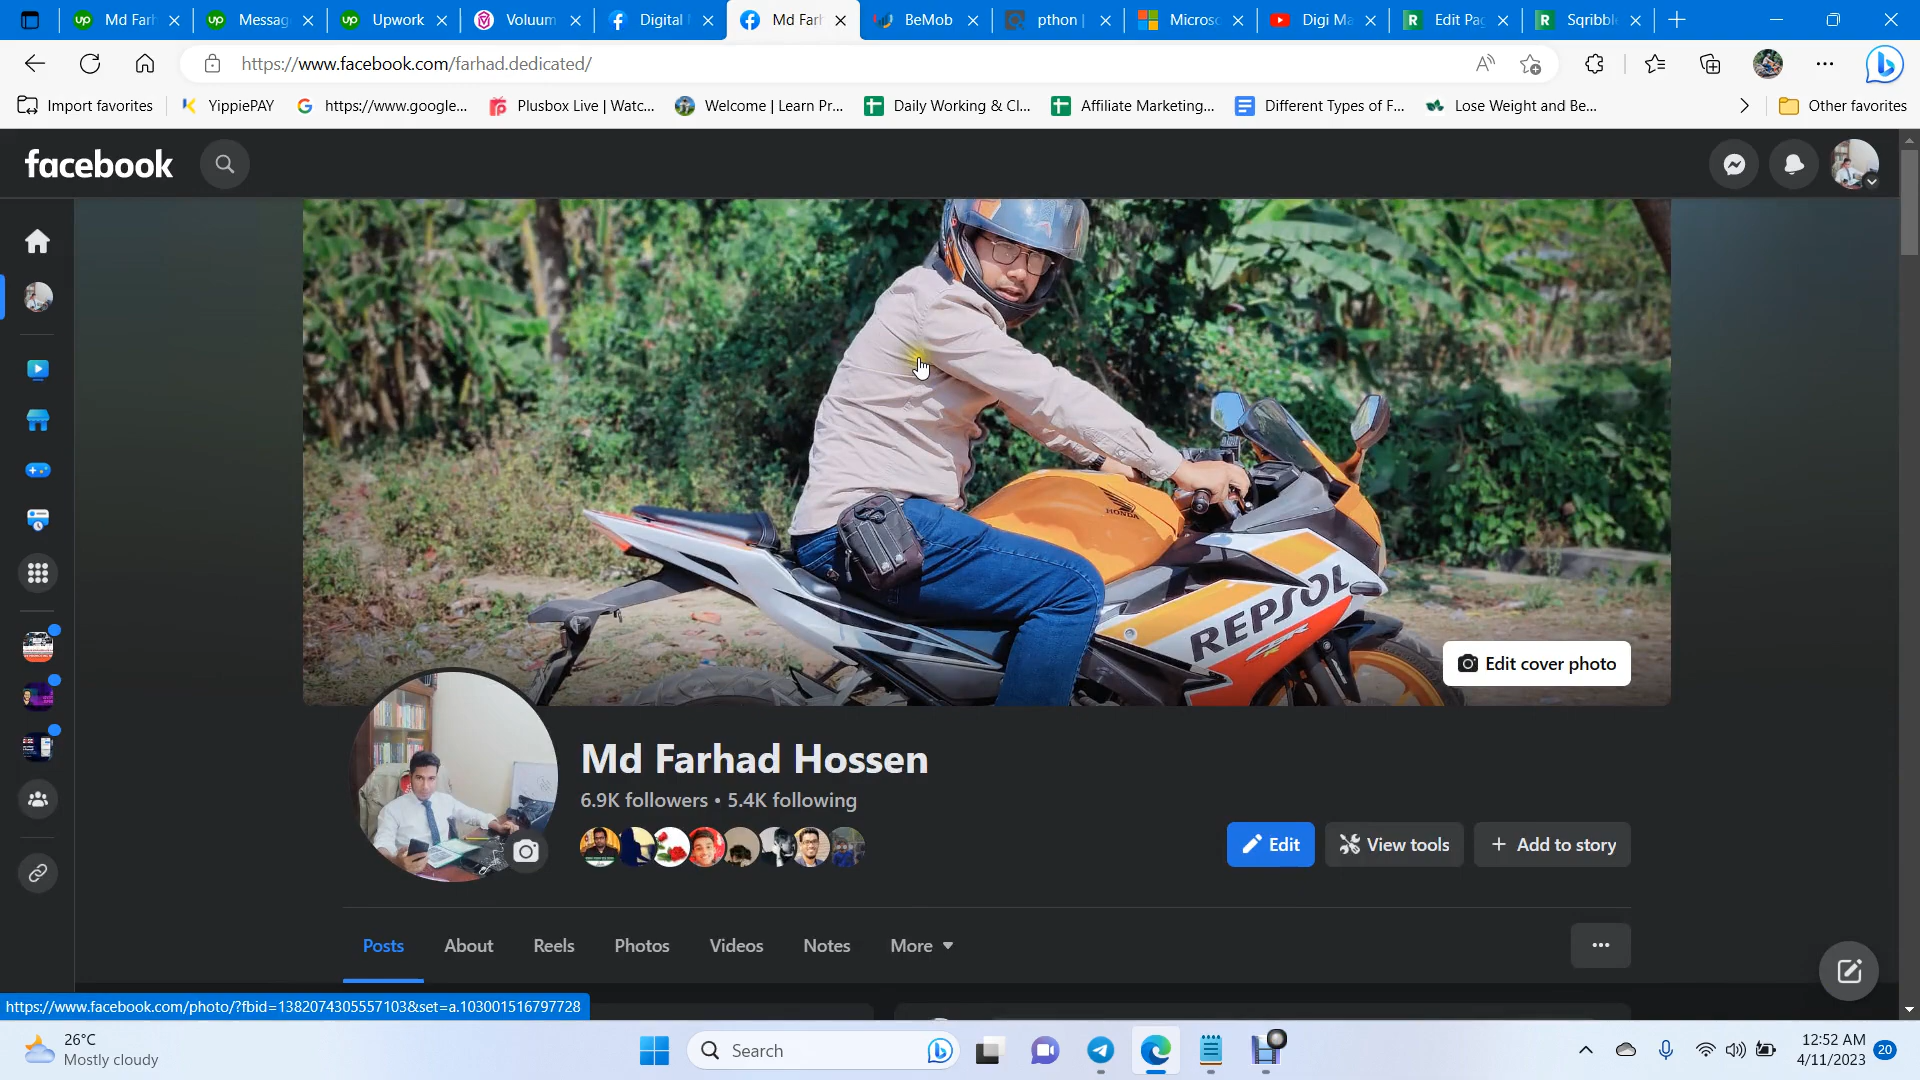 Md Farh
Messag
Upwork
Voluum
Digital
Md Farh
BeMob
pthon |
Micros
Digi Ma
Edit Pag
Sqribbl
https://www.facebook.com/farhad.dedicated/
Import favorites
YippiePAY
https://www.google...
Plusbox Live | Watc...
Welcome | Learn Pr...
Daily Working & Cl...
Affiliate Marketing...
Different Types of F...
Lose Weight and Be...
Other favorites
facebook
HONDA
REPSOL
CBR
Edit cover photo
Md Farhad Hossen
6.9K followers • 5.4K following
Edit
View tools
+ Add to story
Posts
About
Reels
Photos
Videos
Notes
More
https://www.facebook.com/photo/?fbid=1382074305557103&set=a.103001516797728
26°C
Mostly cloudy
Search
12:52 AM
4/11/2023
20